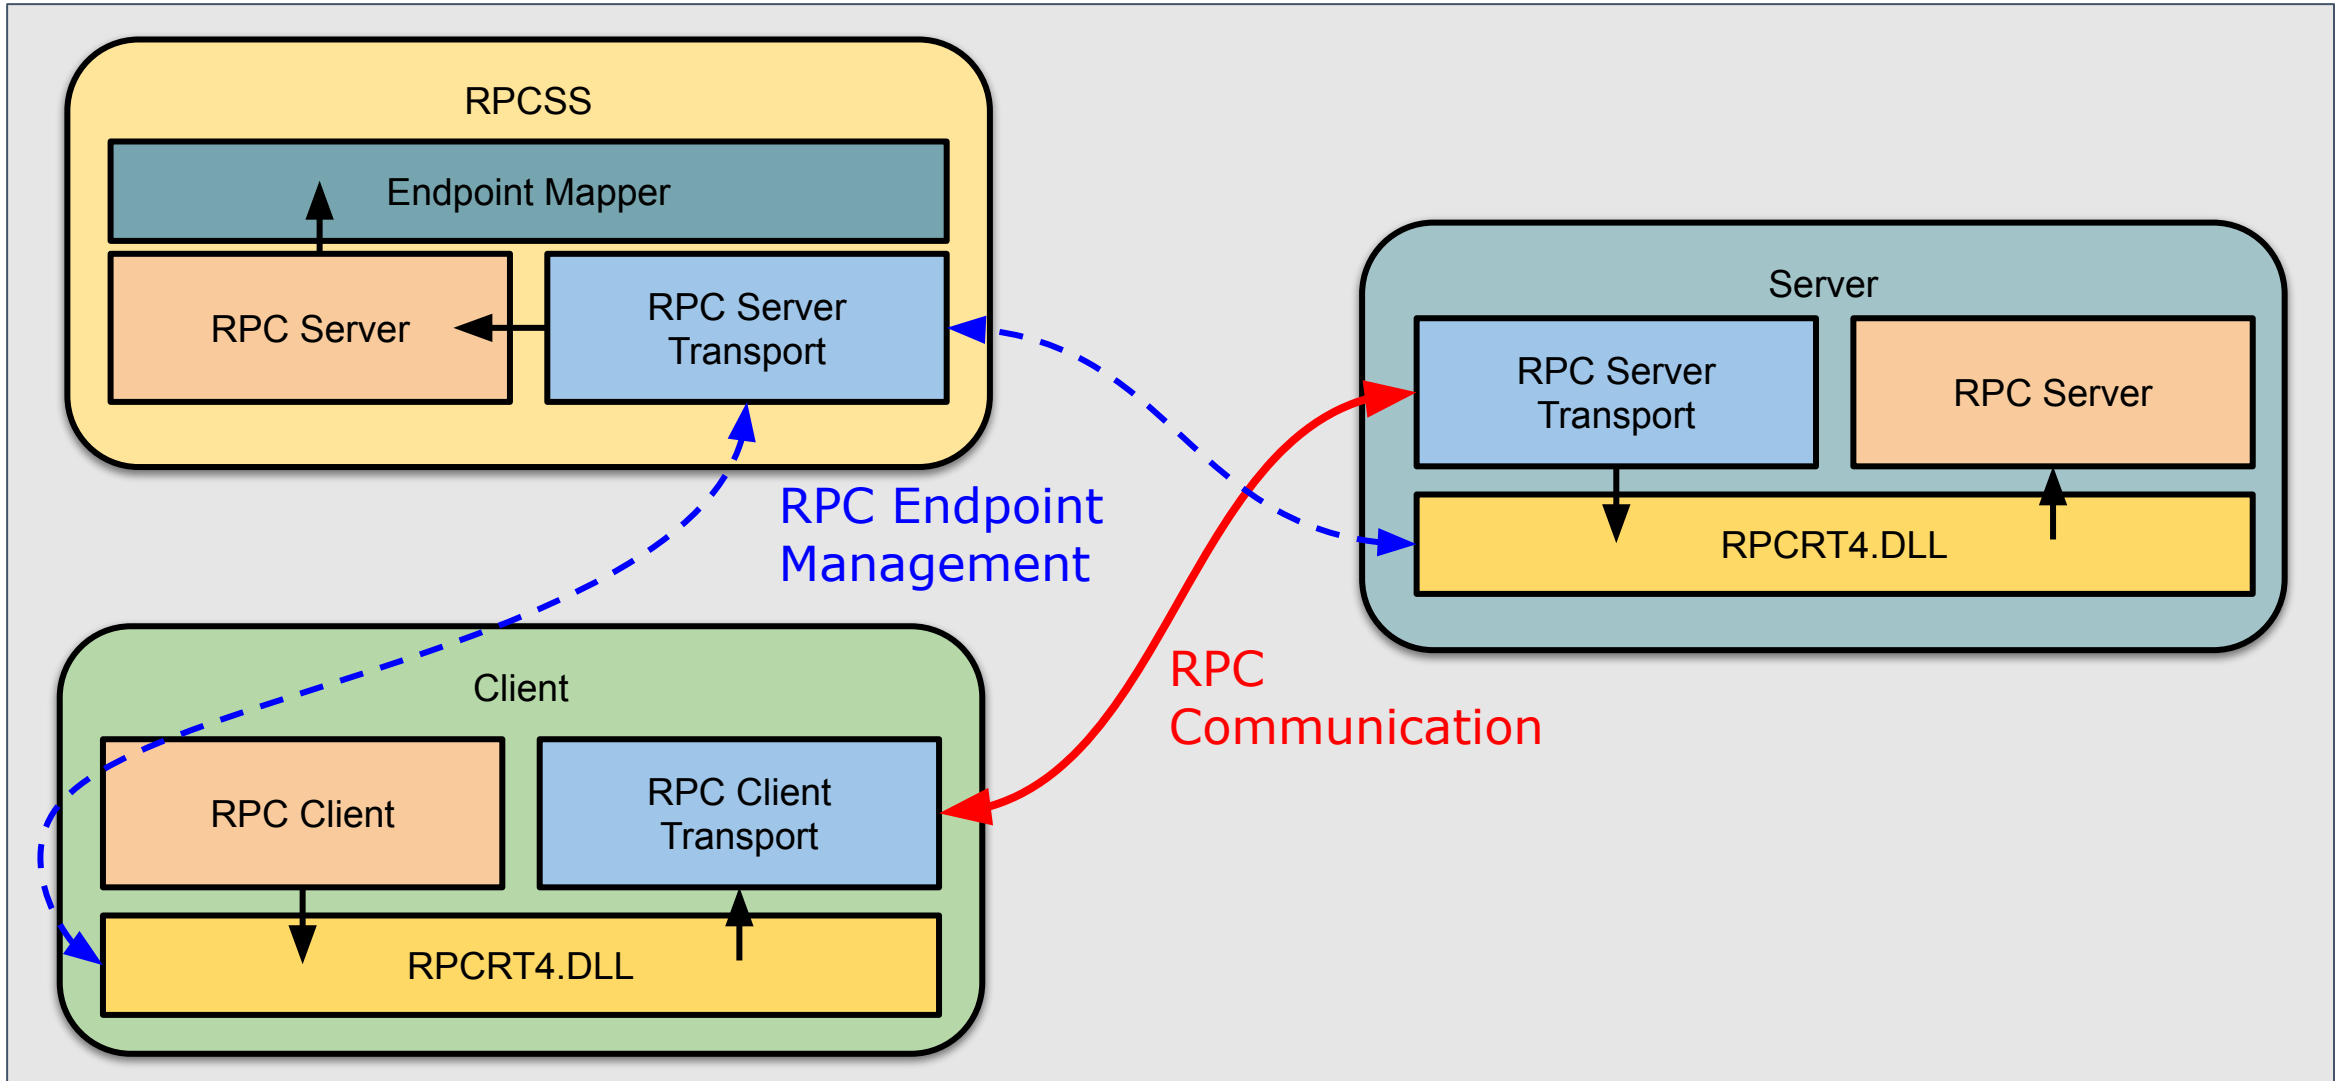 RPCSS
Endpoint Mapper
RPC Server
RPC Server
Transport
Server
RPC Server
Transport
RPC Server
RPCRT4.DLL
RPC Endpoint
Management
RPC
Communication
Client
RPC Client
RPC Client
Transport
RPCRT4.DLL